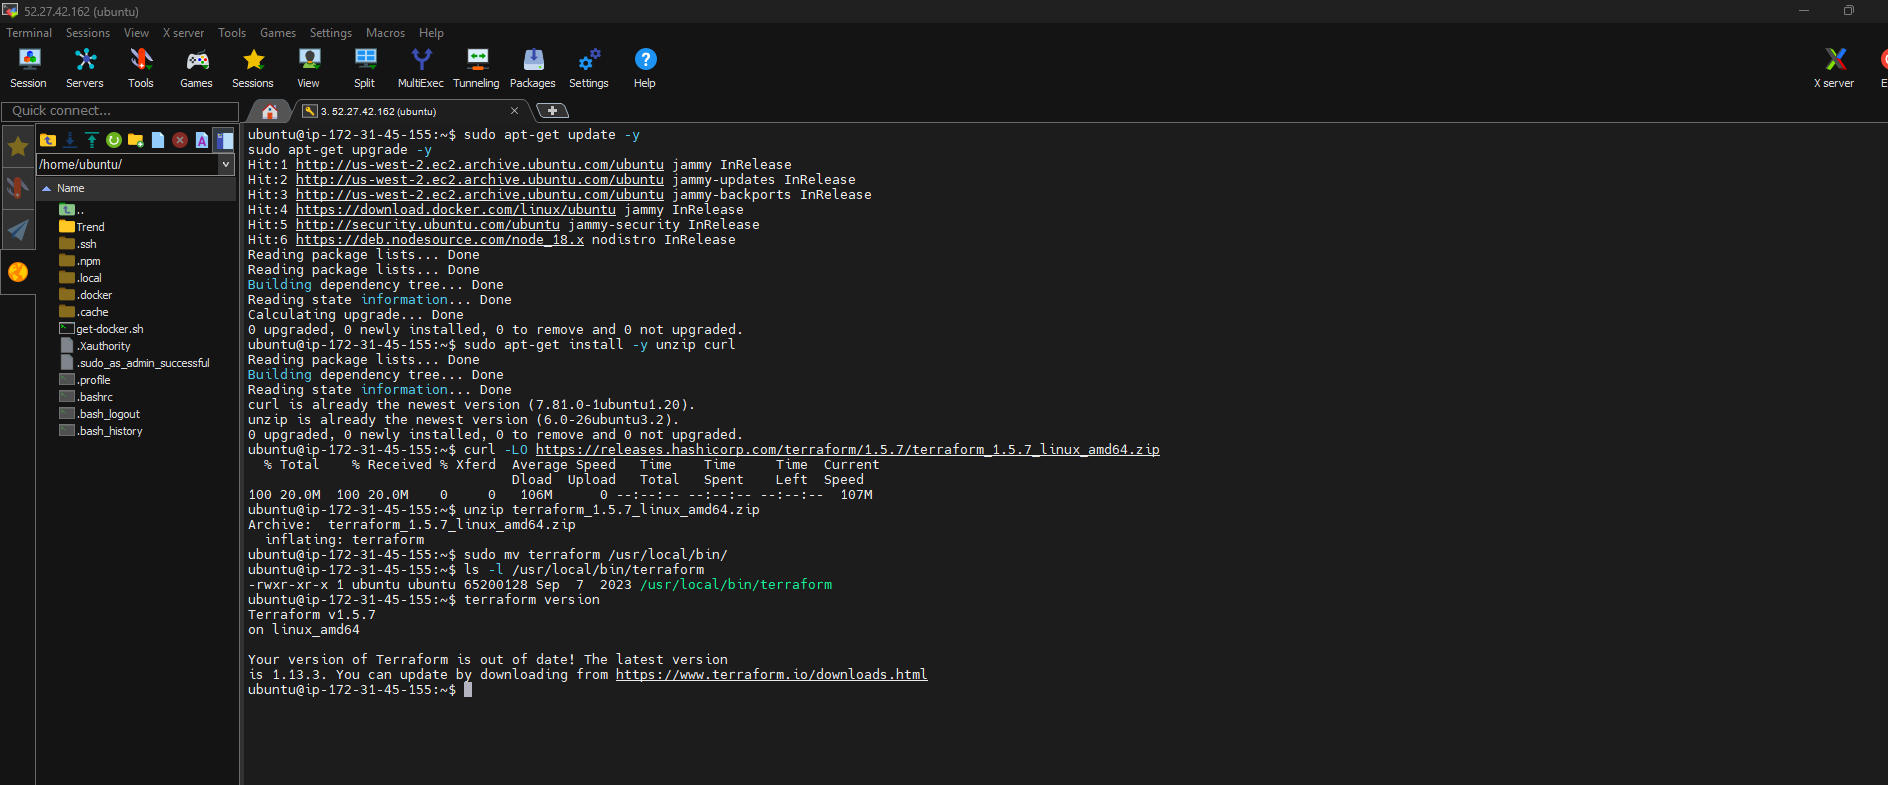 52.27.42.162 (ubuntu)
Terminal Sessions View X server Tools Games Settings Macros Help
Session Servers Tools Games Sessions View Split MultiExec Tunneling Packages Settings Help X server E
Quick connect...
3. 52.27.42.162 (ubuntu)
/home/ubuntu/
Name
..
Trend
.ssh
.npm
.local
.docker
.cache
get-docker.sh
.Xauthority
.sudo_as_admin_successful
.profile
.bashrc
.bash_logout
.bash_history
ubuntu@ip-172-31-45-155:~$ sudo apt-get update -y
sudo apt-get upgrade -y
Hit:1 http://us-west-2.ec2.archive.ubuntu.com/ubuntu jammy InRelease
Hit:2 http://us-west-2.ec2.archive.ubuntu.com/ubuntu jammy-updates InRelease
Hit:3 http://us-west-2.ec2.archive.ubuntu.com/ubuntu jammy-backports InRelease
Hit:4 https://download.docker.com/linux/ubuntu jammy InRelease
Hit:5 http://security.ubuntu.com/ubuntu jammy-security InRelease
Hit:6 https://deb.nodesource.com/node_18.x nodistro InRelease
Reading package lists... Done
Reading package lists... Done
Building dependency tree... Done
Reading state information... Done
Calculating upgrade... Done
0 upgraded, 0 newly installed, 0 to remove and 0 not upgraded.
ubuntu@ip-172-31-45-155:~$ sudo apt-get install -y unzip curl
Reading package lists... Done
Building dependency tree... Done
Reading state information... Done
curl is already the newest version (7.81.0-1ubuntu1.20).
unzip is already the newest version (6.0-26ubuntu3.2).
0 upgraded, 0 newly installed, 0 to remove and 0 not upgraded.
ubuntu@ip-172-31-45-155:~$ curl -LO https://releases.hashicorp.com/terraform/1.5.7/terraform_1.5.7_linux_amd64.zip
% Total % Received % Xferd Average Speed Time Time Time Current
Dload Upload Total Spent Left Speed
100 20.0M 100 20.0M 0 0 106M 0 --:--:-- --:--:-- --:--:-- 107M
ubuntu@ip-172-31-45-155:~$ unzip terraform_1.5.7_linux_amd64.zip
Archive: terraform_1.5.7_linux_amd64.zip
inflating: terraform
ubuntu@ip-172-31-45-155:~$ sudo mv terraform /usr/local/bin/
ubuntu@ip-172-31-45-155:~$ ls -l /usr/local/bin/terraform
-rwxr-xr-x 1 ubuntu ubuntu 65200128 Sep 7 2023 /usr/local/bin/terraform
ubuntu@ip-172-31-45-155:~$ terraform version
Terraform v1.5.7
on linux_amd64
Your version of Terraform is out of date! The latest version
is 1.13.3. You can update by downloading from https://www.terraform.io/downloads.html
ubuntu@ip-172-31-45-155:~$